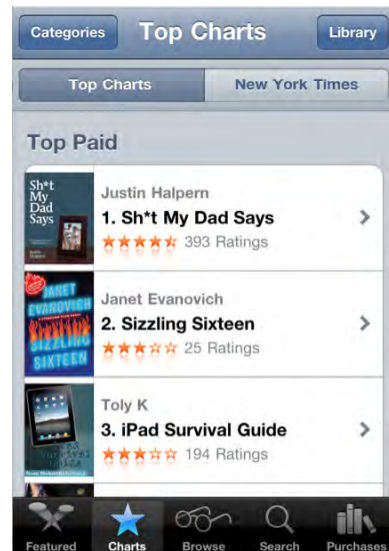 Categories
Top Charts
Library
Top Charts
New York Times
Top Paid
Sh*t
My
Dad
Says
Justin Halpern
1. Sh*t My Dad Says
393 Ratings
JANET
EVANOVICH
SIZZLING
SIXTEEN
Janet Evanovich
2. Sizzling Sixteen
25 Ratings
Toly K
3. iPad Survival Guide
194 Ratings
Featured
Charts
Browse
Search
Purchases